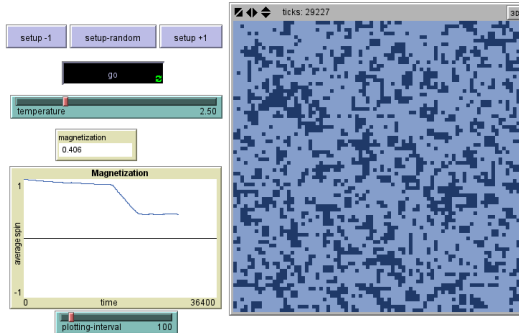 ticks: 29227
3D
setup -1
setup-random
setup +1
go
temperature
2.50
magnetization
0.406
Magnetization
1
average spin
-1
0
time
36400
plotting-interval
100